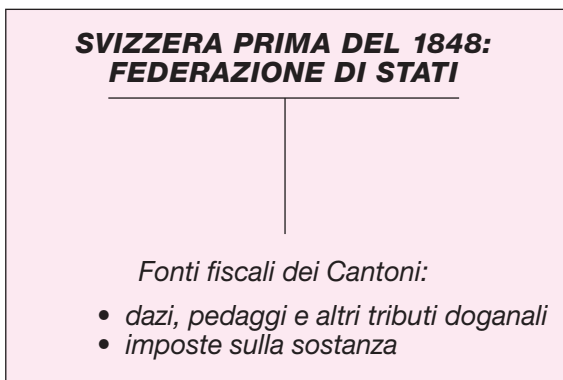 SVIZZERA PRIMA DEL 1848:
FEDERAZIONE DI STATI
Fonti fiscali dei Cantoni:
• dazi, pedaggi e altri tributi doganali
• imposte sulla sostanza